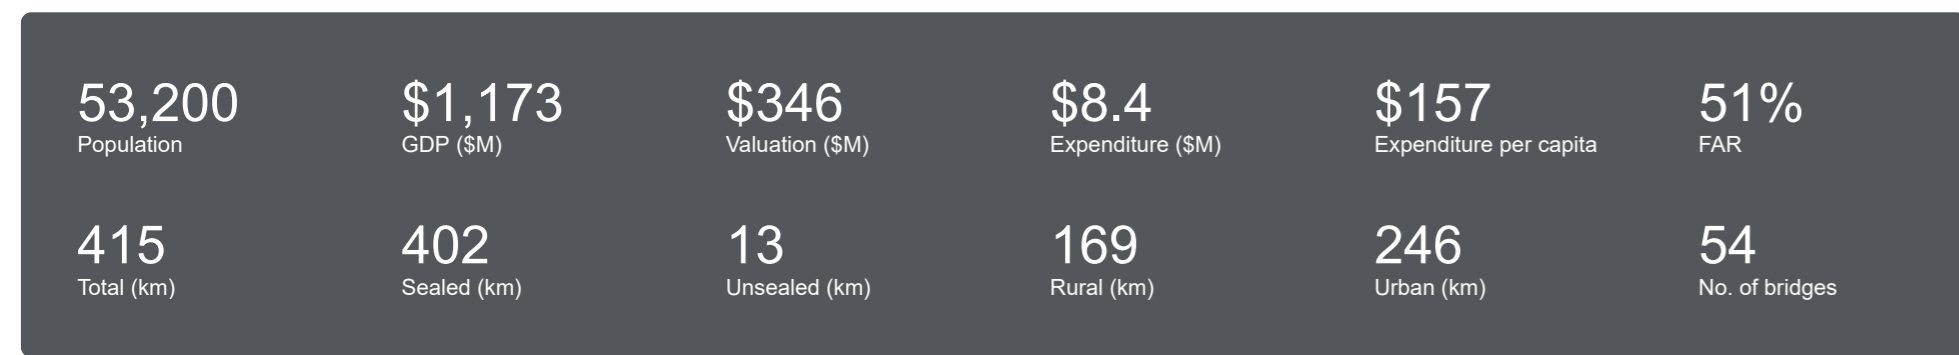 53,200 $1,173 $346 $8.4 $157 51%
Population GDP ($M) Valuation ($M) Expenditure ($M) Expenditure per capita FAR
415 402 13 169 246 54
Total (km) Sealed (km) Unsealed (km) Rural (km) Urban (km) No. of bridges